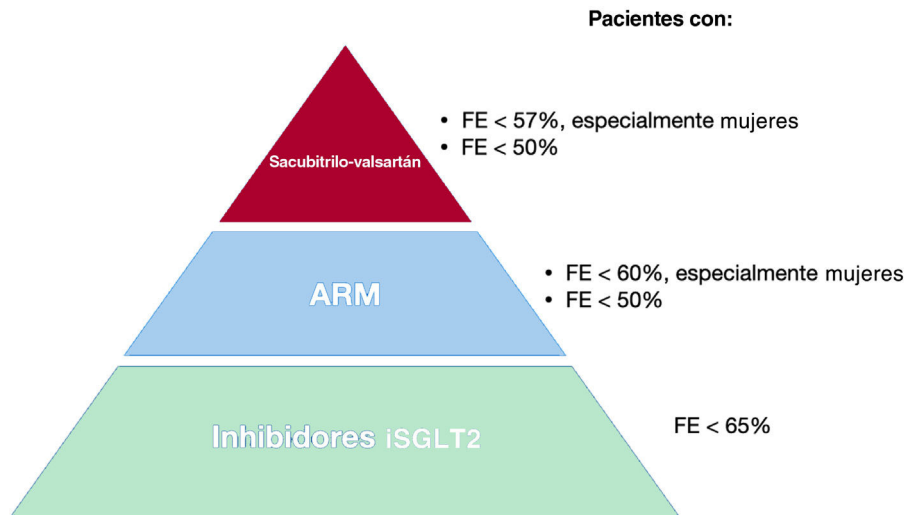 Pacientes con:
• FE < 57%, especialmente mujeres
• FE < 50%
Sacubitrilo-valsartán
• FE < 60%, especialmente mujeres
• FE < 50%
ARM
FE < 65%
Inhibidores iSGLT2